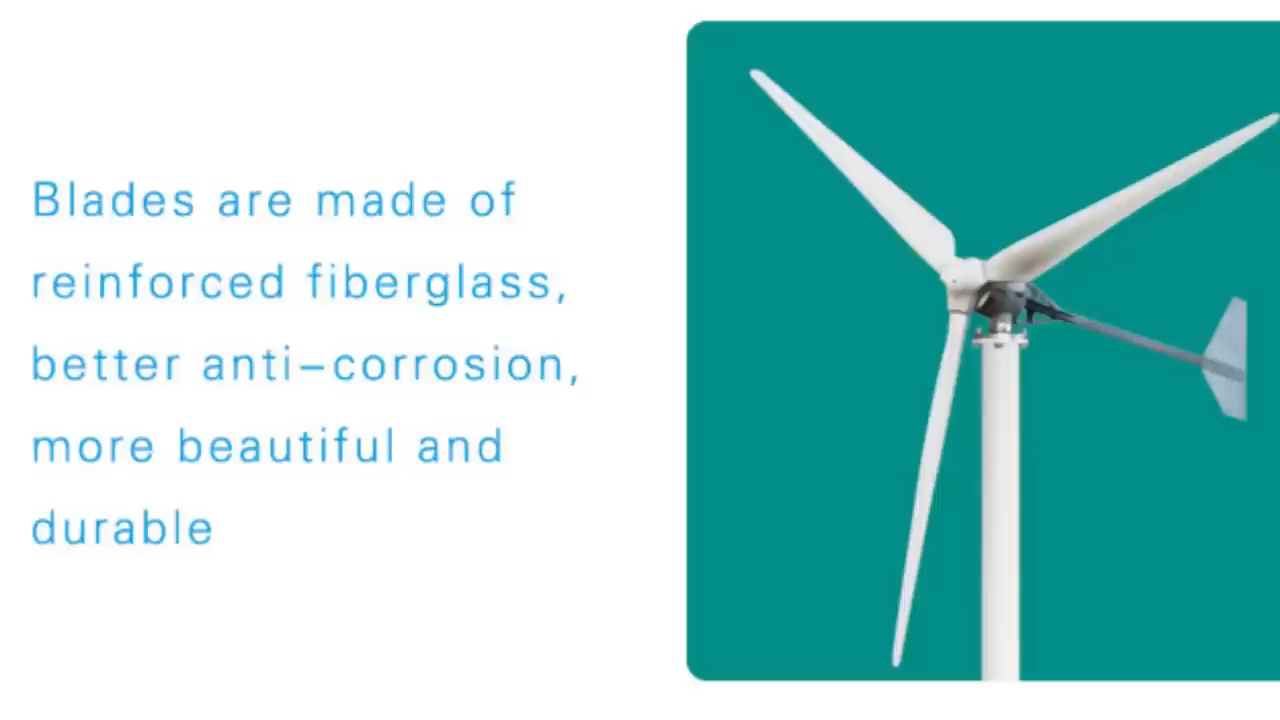 Blades are made of
reinforced fiberglass,
better anti–corrosion,
more beautiful and
durable